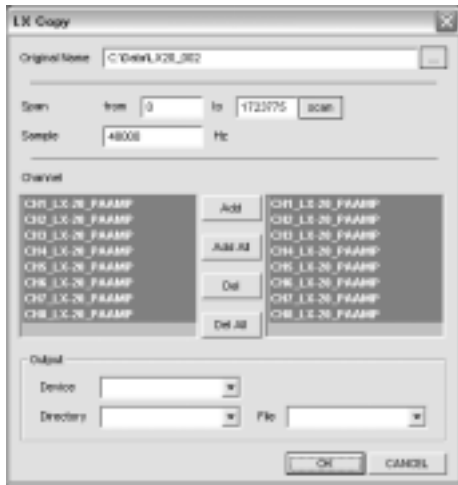 LX Copy
Original Name C:\Data\LX20_002 ...
Span from 0 to 1723775 scan
Sample 48000 Hz
Channel
CH1_LX-20_PAAMP Add CH1_LX-20_PAAMP
CH2_LX-20_PAAMP CH2_LX-20_PAAMP
CH3_LX-20_PAAMP Add All CH3_LX-20_PAAMP
CH4_LX-20_PAAMP CH4_LX-20_PAAMP
CH5_LX-20_PAAMP Del CH5_LX-20_PAAMP
CH6_LX-20_PAAMP CH6_LX-20_PAAMP
CH7_LX-20_PAAMP Del All CH7_LX-20_PAAMP
CH8_LX-20_PAAMP CH8_LX-20_PAAMP
Output
Device
Directory File
OK CANCEL